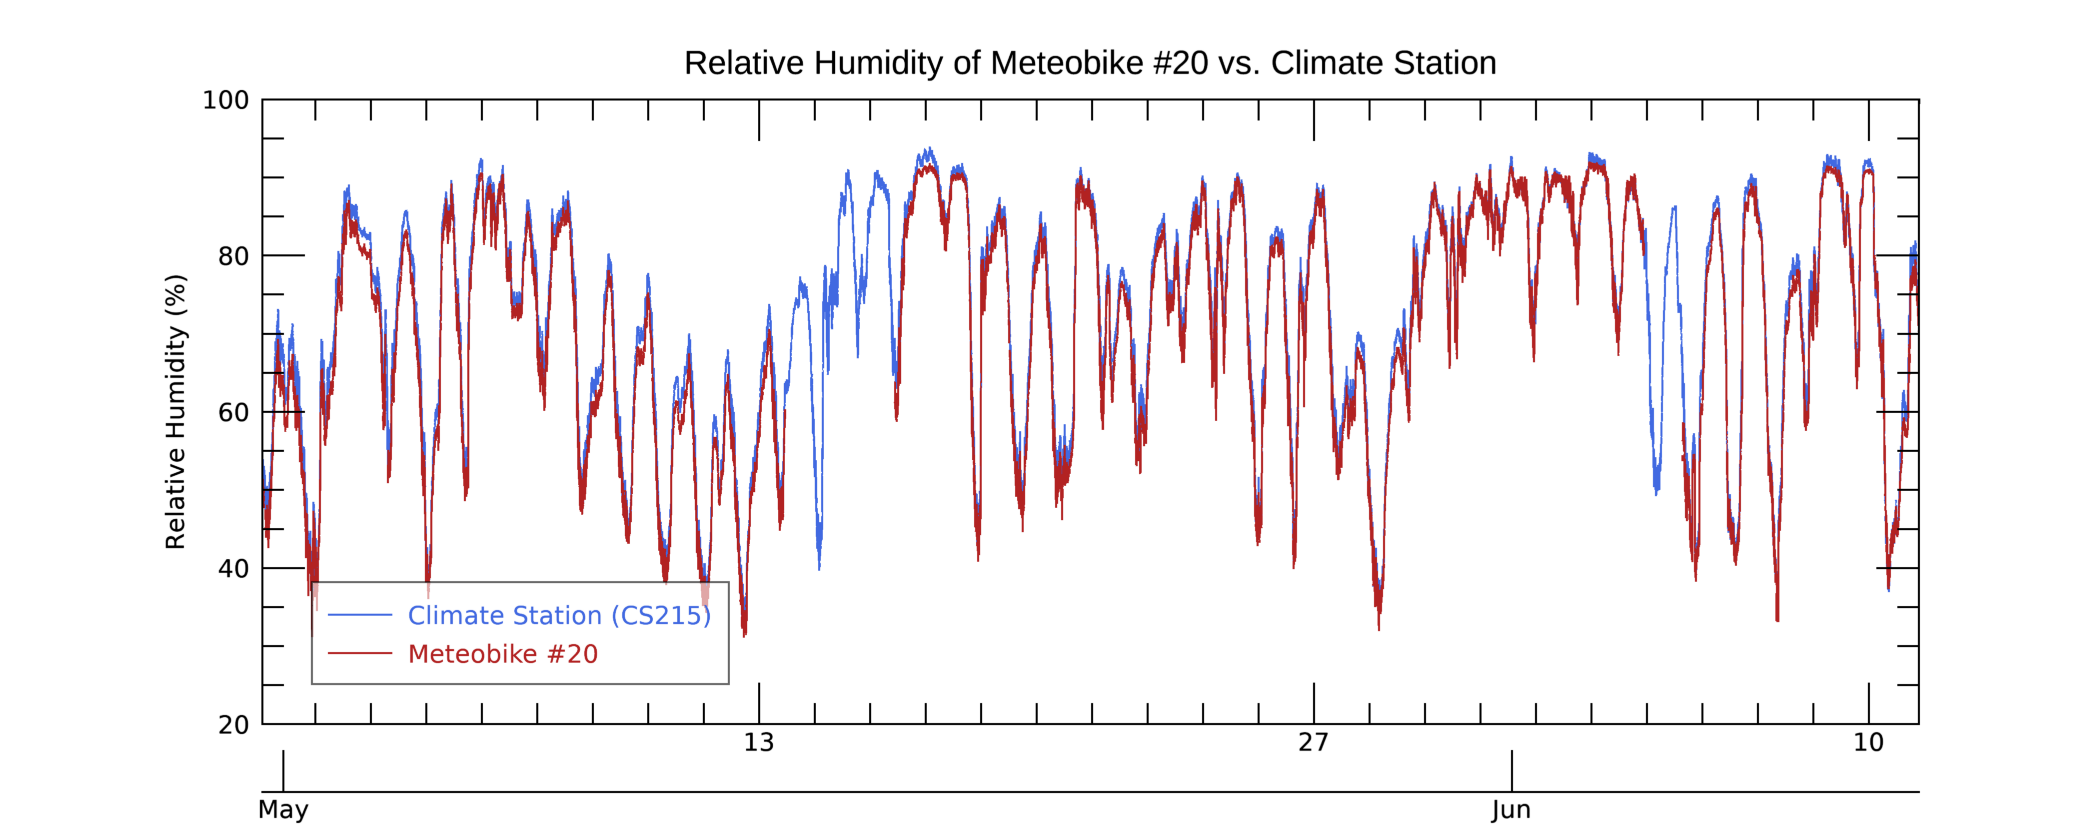 Relative Humidity of Meteobike #20 vs. Climate Station
Relative Humidity (%)
100
80
60
40
20
Climate Station (CS215)
Meteobike #20
13
27
10
May
Jun